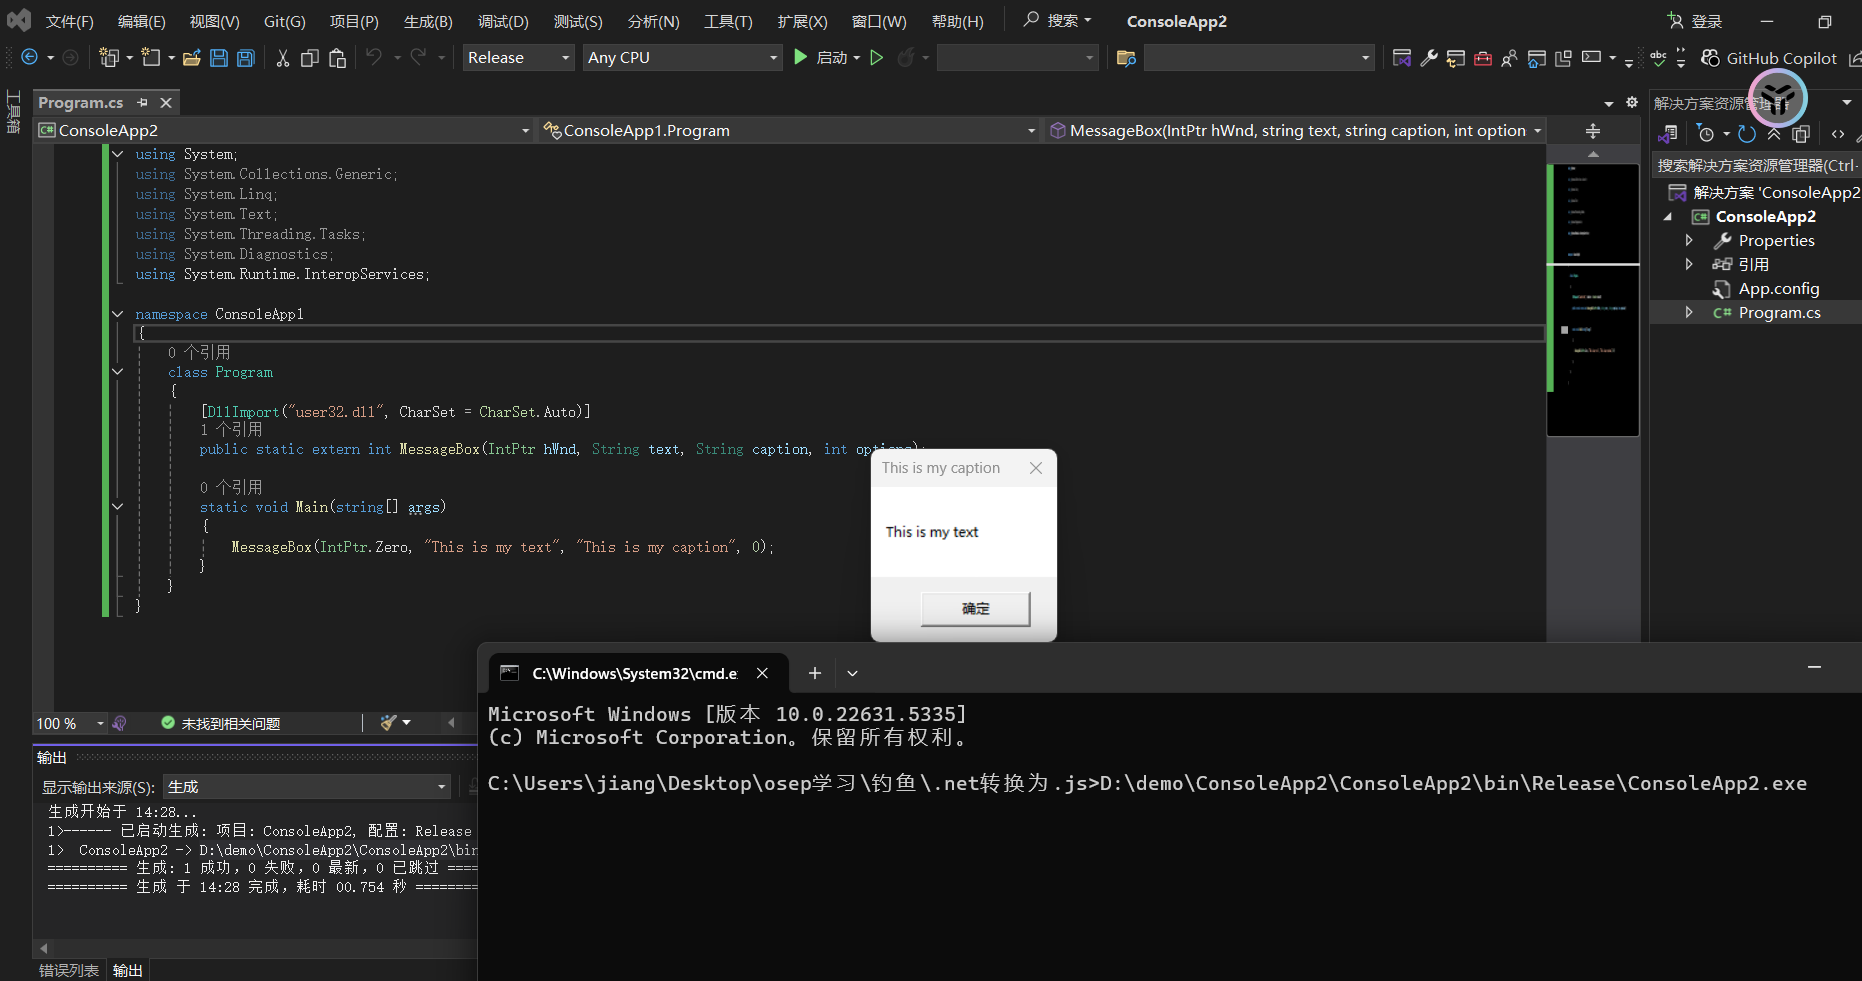 文件(F) 编辑(E) 视图(V) Git(G) 项目(P) 生成(B) 调试(D) 测试(S) 分析(N) 工具(T) 扩展(X) 窗口(W) 帮助(H) 搜索 ConsoleApp2 登录
Release Any CPU 启动 abc GitHub Copilot
工具箱
Program.cs
ConsoleApp2 ConsoleApp1.Program MessageBox(IntPtr hWnd, string text, string caption, int option
using System;
using System.Collections.Generic;
using System.Linq;
using System.Text;
using System.Threading.Tasks;
using System.Diagnostics;
using System.Runtime.InteropServices;
namespace ConsoleApp1
{
0 个引用
class Program
{
[DllImport("user32.dll", CharSet = CharSet.Auto)]
1 个引用
public static extern int MessageBox(IntPtr hWnd, String text, String caption, int options);
0 个引用
static void Main(string[] args)
{
MessageBox(IntPtr.Zero, "This is my text", "This is my caption", 0);
}
}
}
This is my caption
This is my text
确定
解决方案资源管理器
搜索解决方案资源管理器(Ctrl
解决方案 'ConsoleApp2
C# ConsoleApp2
Properties
引用
App.config
C# Program.cs
100 % 未找到相关问题
输出
显示输出来源(S): 生成
生成开始于 14:28...
1>------ 已启动生成: 项目: ConsoleApp2, 配置: Release
1>  ConsoleApp2 -> D:\demo\ConsoleApp2\ConsoleApp2\bin
========== 生成: 1 成功, 0 失败, 0 最新, 0 已跳过 ====
========== 生成 于 14:28 完成, 耗时 00.754 秒 ========
错误列表 输出
C:\Windows\System32\cmd.e
Microsoft Windows [版本 10.0.22631.5335]
(c) Microsoft Corporation。保留所有权利。
C:\Users\jiang\Desktop\osep学习\钓鱼\.net转换为.js>D:\demo\ConsoleApp2\ConsoleApp2\bin\Release\ConsoleApp2.exe